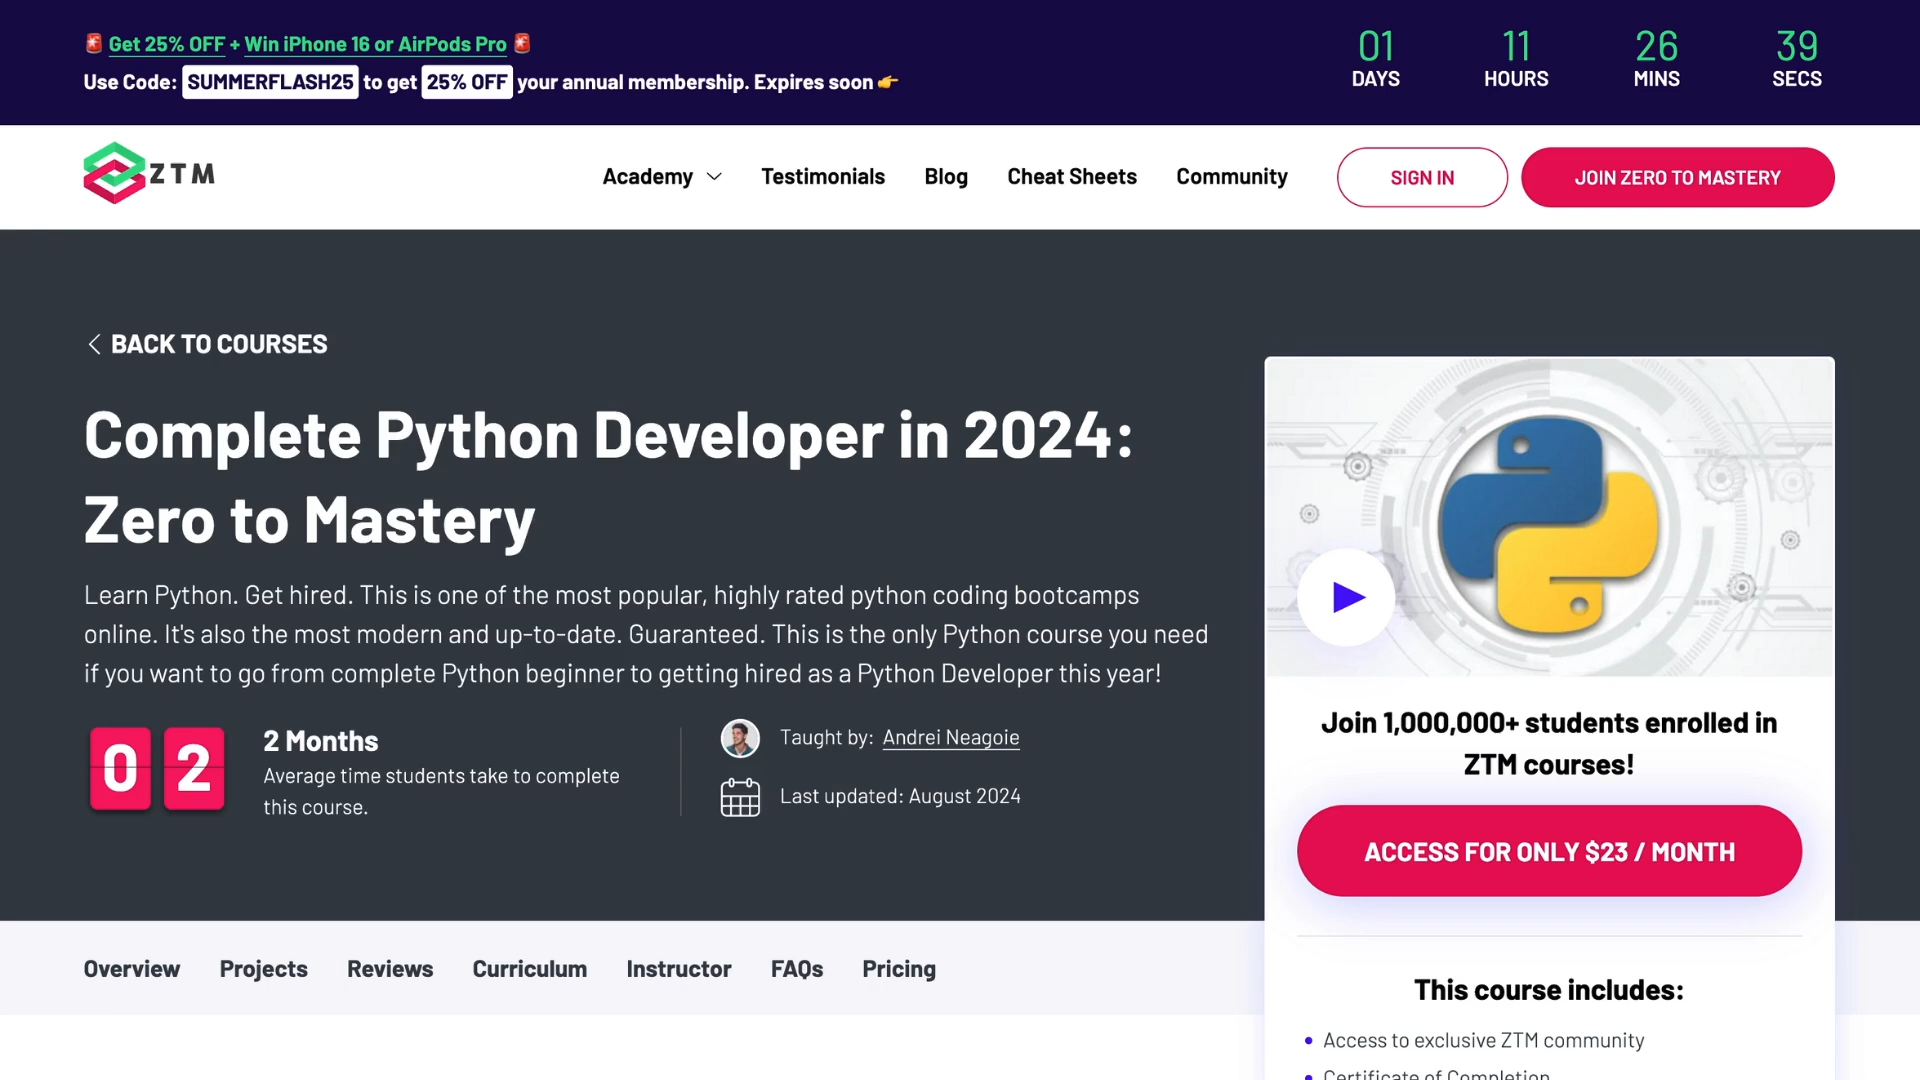 Get 25% OFF + Win iPhone 16 or AirPods Pro
Use Code: SUMMERFLASH25 to get 25% OFF your annual membership. Expires soon
01 11 26 39
DAYS HOURS MINS SECS
ZTM
Academy Testimonials Blog Cheat Sheets Community SIGN IN JOIN ZERO TO MASTERY
BACK TO COURSES
Complete Python Developer in 2024:
Zero to Mastery
Learn Python. Get hired. This is one of the most popular, highly rated python coding bootcamps
online. It's also the most modern and up-to-date. Guaranteed. This is the only Python course you need
if you want to go from complete Python beginner to getting hired as a Python Developer this year!
02
2 Months
Average time students take to complete
this course.
Taught by: Andrei Neagoie
Last updated: August 2024
Join 1,000,000+ students enrolled in
ZTM courses!
ACCESS FOR ONLY $23 / MONTH
Overview Projects Reviews Curriculum Instructor FAQs Pricing
This course includes:
Access to exclusive ZTM community
Certificate of Completion